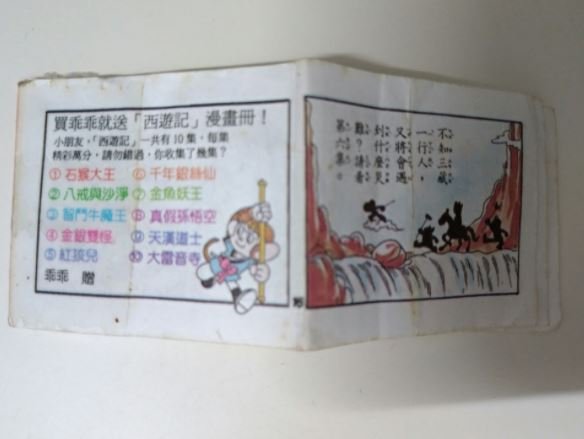 買乖乖就送「西遊記」漫畫冊！
小朋友，「西遊記」一共有10集，每集
精彩萬分，請勿錯過，你收集了幾集？
①石猴大王
②八戒與沙淨
③智鬥牛魔王
④金銀雙怪
⑤紅孩兒
⑥千年銀絲仙
⑦金魚妖王
⑧真假孫悟空
⑨天漢道士
⑩大雷音寺
乖乖 贈
不知三藏
一行人，
又將會遇
到什麼災
難？請看
第六集。